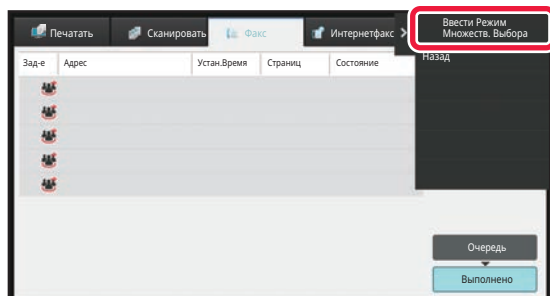 Печатать
Сканировать
Факс
Интернетфакс
Ввести Режим
Множеств. Выбора
Назад
Зад-е
Адрес
Устан.Время
Страниц
Состояние
Очередь
Выполнено